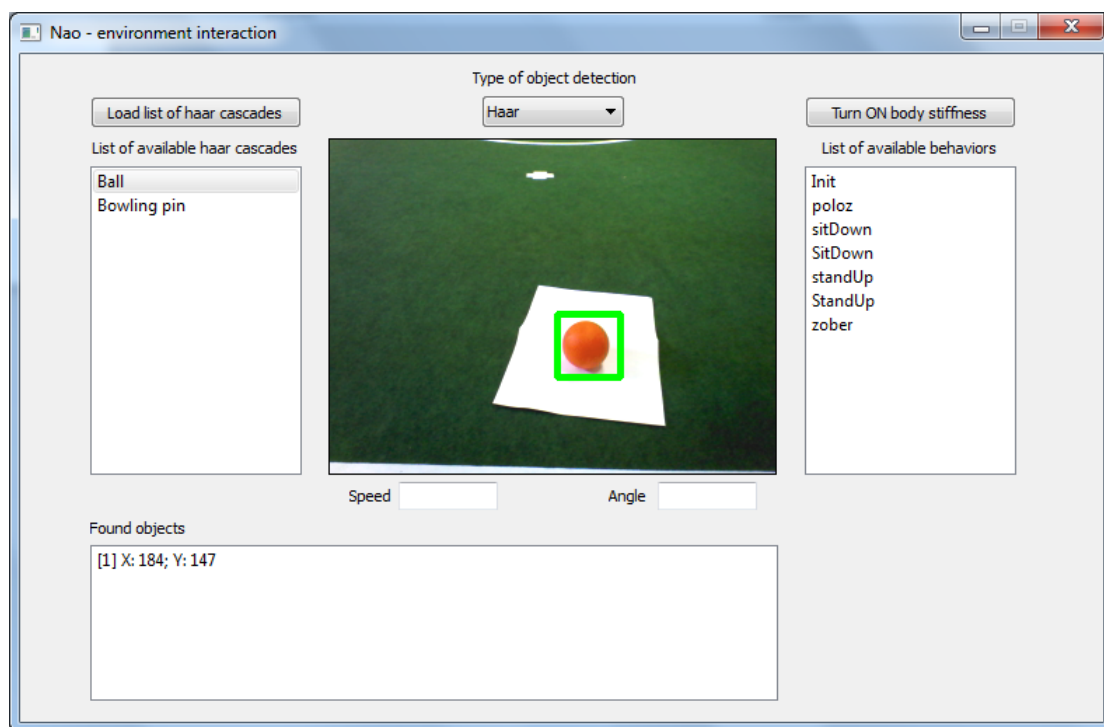 Nao - environment interaction
Type of object detection
Load list of haar cascades
Haar
Turn ON body stiffness
List of available haar cascades
List of available behaviors
Ball
Bowling pin
Init
poloz
sitDown
SitDown
standUp
StandUp
zober
Speed
Angle
Found objects
[1] X: 184; Y: 147